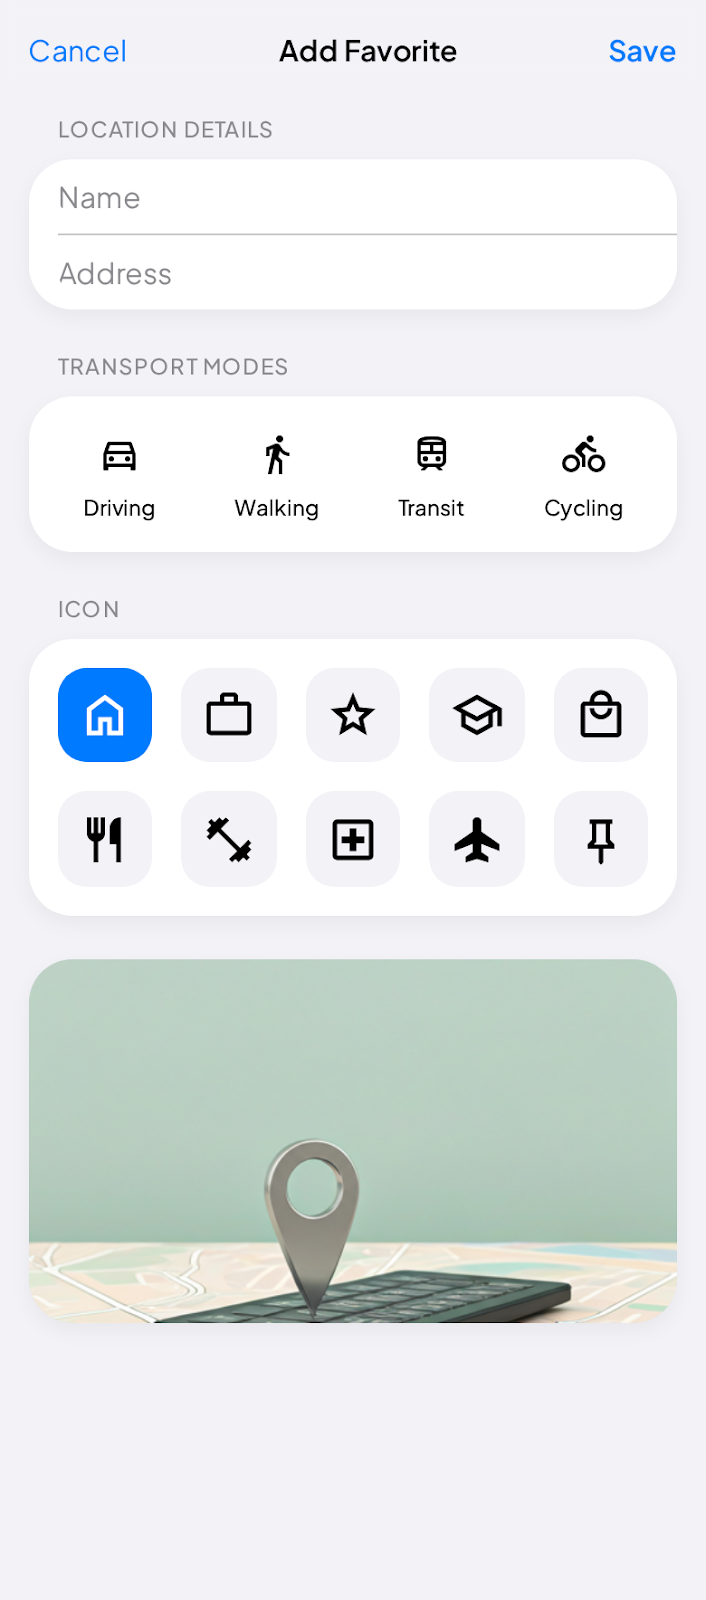 Cancel Add Favorite Save
LOCATION DETAILS
Name
Address
TRANSPORT MODES
Driving Walking Transit Cycling
ICON